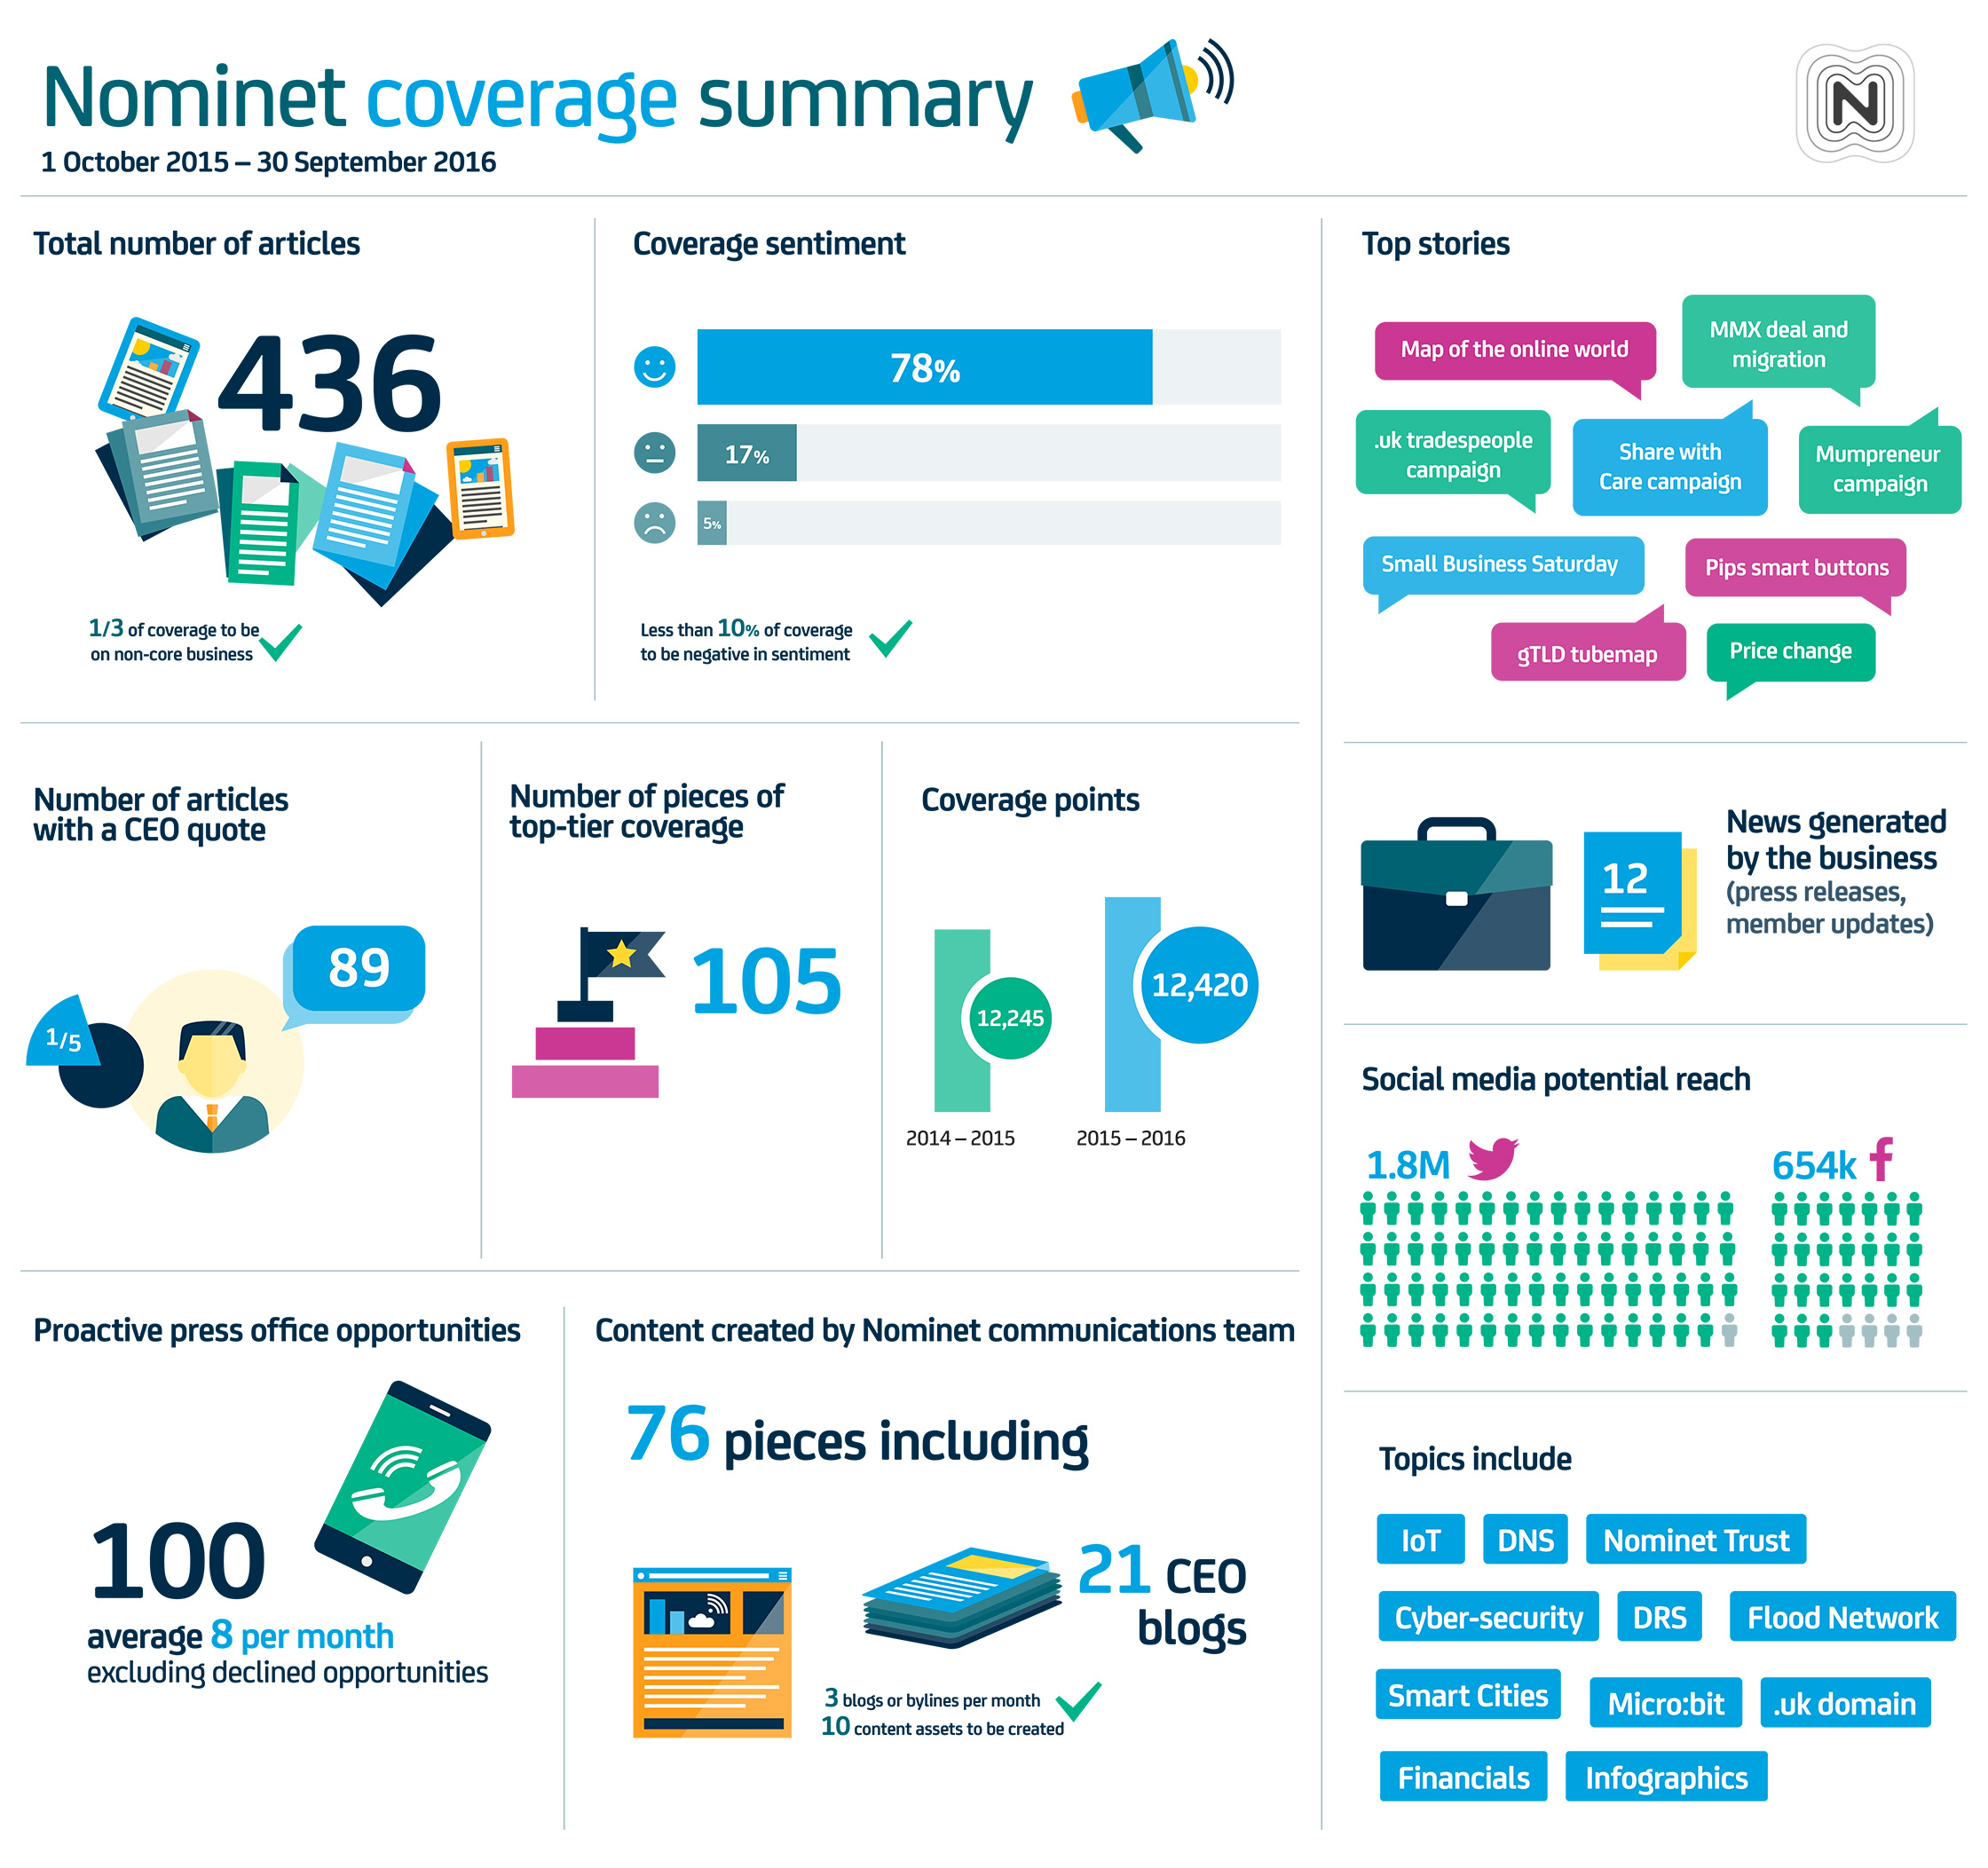 Nominet coverage summary
1 October 2015 – 30 September 2016
N
Total number of articles
436
1/3 of coverage to be
on non-core business
Coverage sentiment
78%
17%
5%
Less than 10% of coverage
to be negative in sentiment
Top stories
Map of the online world
MMX deal and
migration
.uk tradespeople
campaign
Share with
Care campaign
Mumpreneur
campaign
Small Business Saturday
Pips smart buttons
gTLD tubemap
Price change
Number of articles
with a CEO quote
89
1/5
Number of pieces of
top-tier coverage
105
Coverage points
12,245
12,420
2014 – 2015
2015 – 2016
12
News generated
by the business
(press releases,
member updates)
Social media potential reach
1.8M
654k f
Proactive press office opportunities
100
average 8 per month
excluding declined opportunities
Content created by Nominet communications team
76 pieces including
21 CEO
blogs
3 blogs or bylines per month
10 content assets to be created
Topics include
IoT
DNS
Nominet Trust
Cyber-security
DRS
Flood Network
Smart Cities
Micro:bit
.uk domain
Financials
Infographics